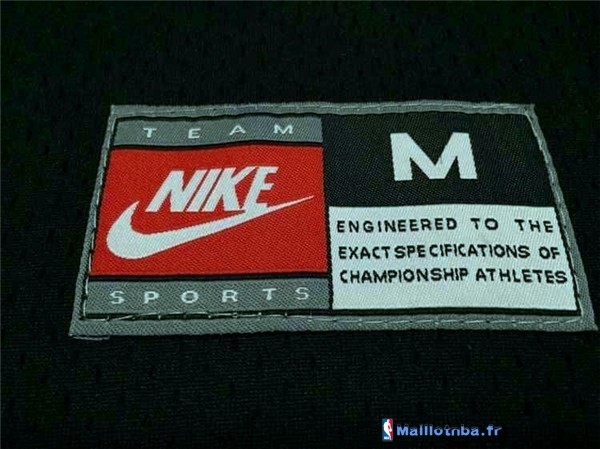 TEAM
NIKE
SPORTS
M
ENGINEERED TO THE
EXACT SPECIFICATIONS OF
CHAMPIONSHIP ATHLETES
Maillotnba.fr